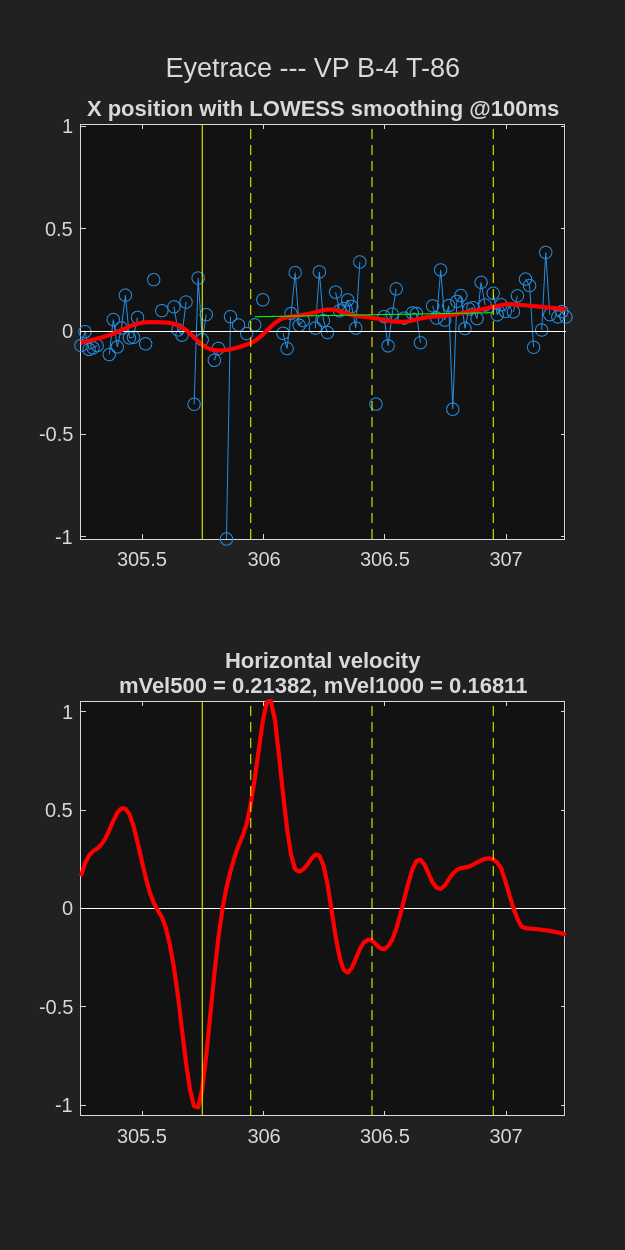 Eyetrace --- VP B-4 T-86
X position with LOWESS smoothing @100ms
1
0.5
0
-0.5
-1
305.5 306 306.5 307
Horizontal velocity
mVel500 = 0.21382, mVel1000 = 0.16811
1
0.5
0
-0.5
-1
305.5 306 306.5 307